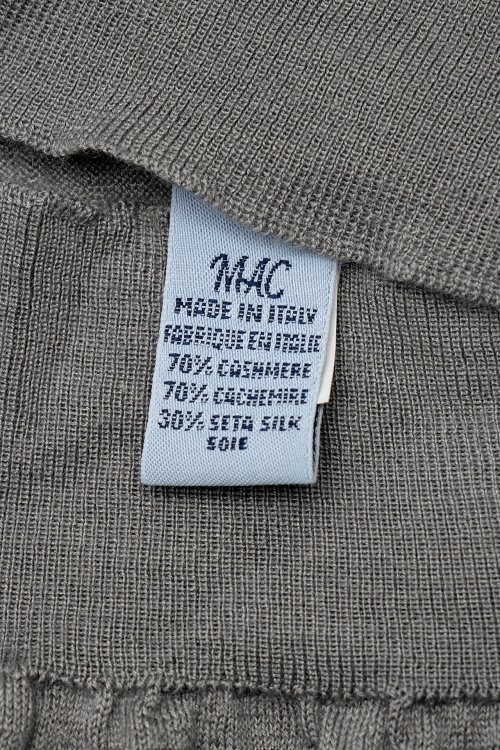 MAC
MADE IN ITALY
FABRIQUE EN ITALIE
70% CASHMERE
70% CACHEMIRE
30% SETA SILK
SOIE